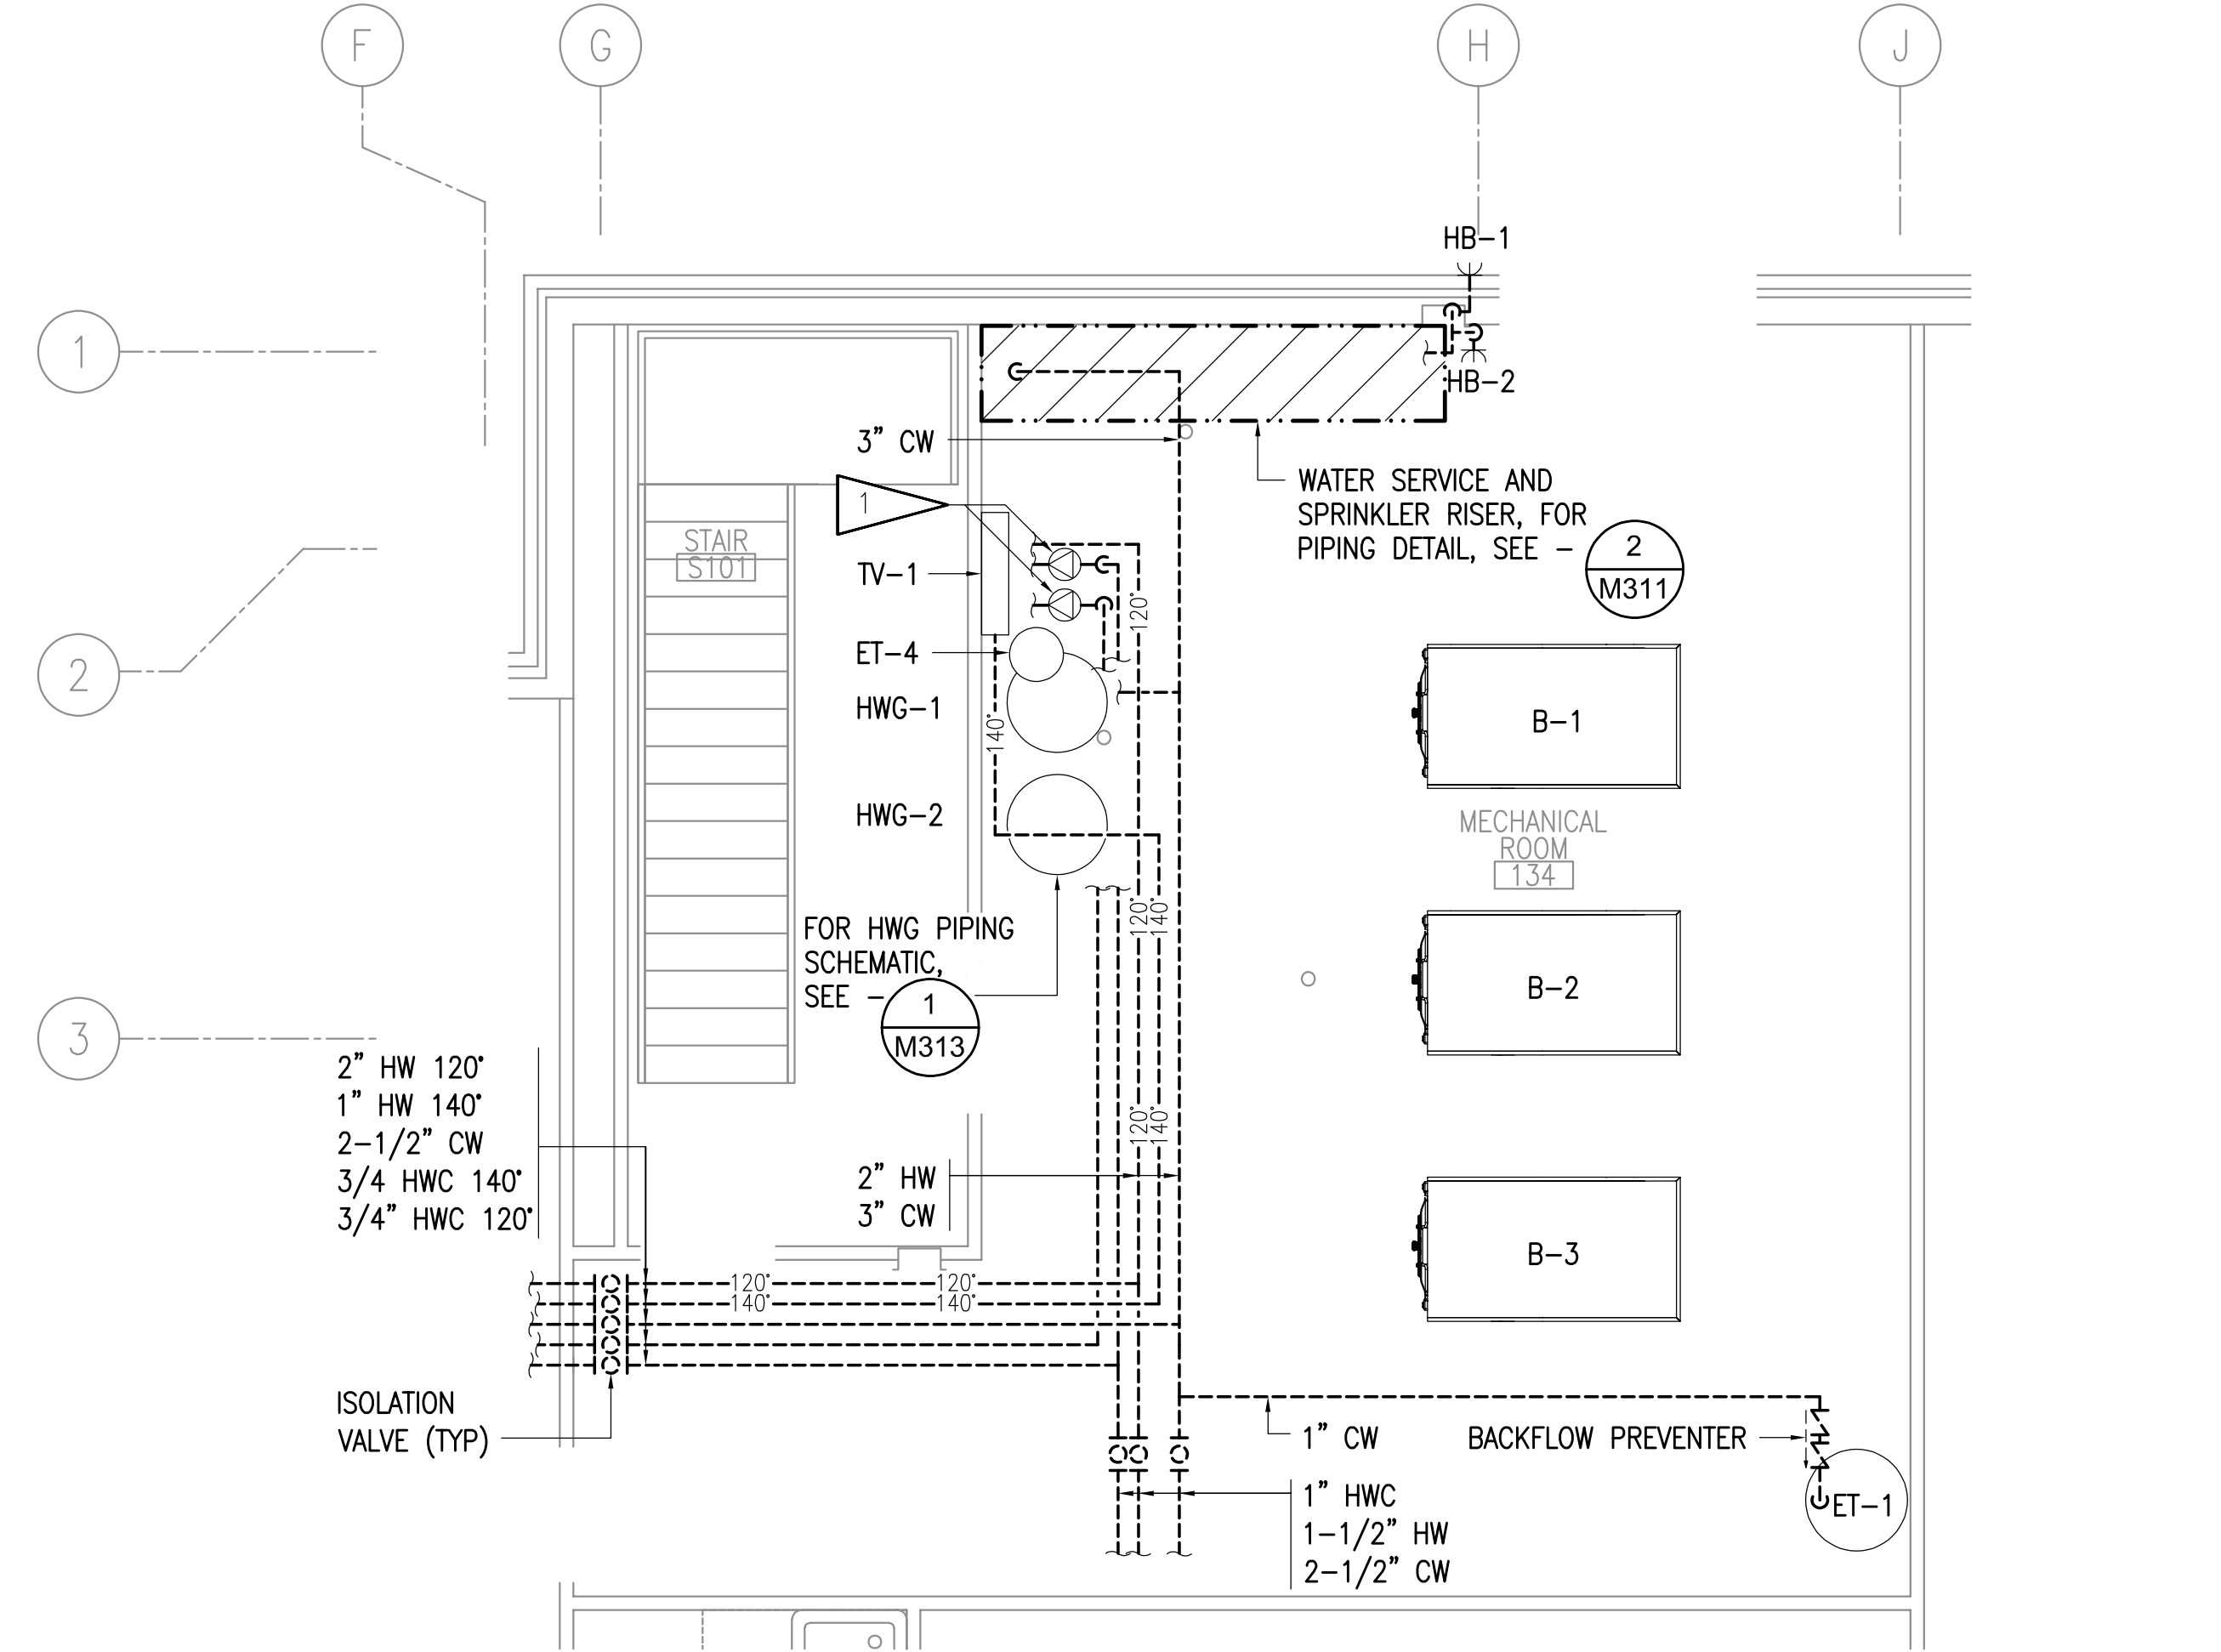 F
G
H
J
HB-1
1
HB-2
3” CW
WATER SERVICE AND
SPRINKLER RISER, FOR
PIPING DETAIL, SEE -
2
M311
1
STAIR
S101
TV-1
120°
ET-4
2
HWG-1
140°
B-1
HWG-2
MECHANICAL
ROOM
134
120°
140°
FOR HWG PIPING
SCHEMATIC,
SEE -
1
M313
B-2
3
2” HW 120°
1” HW 140°
2-1/2” CW
3/4 HWC 140°
3/4” HWC 120°
120°
140°
2” HW
3” CW
B-3
120°
120°
140°
140°
ISOLATION
VALVE (TYP)
1” CW
BACKFLOW PREVENTER
1” HWC
1-1/2” HW
2-1/2” CW
ET-1